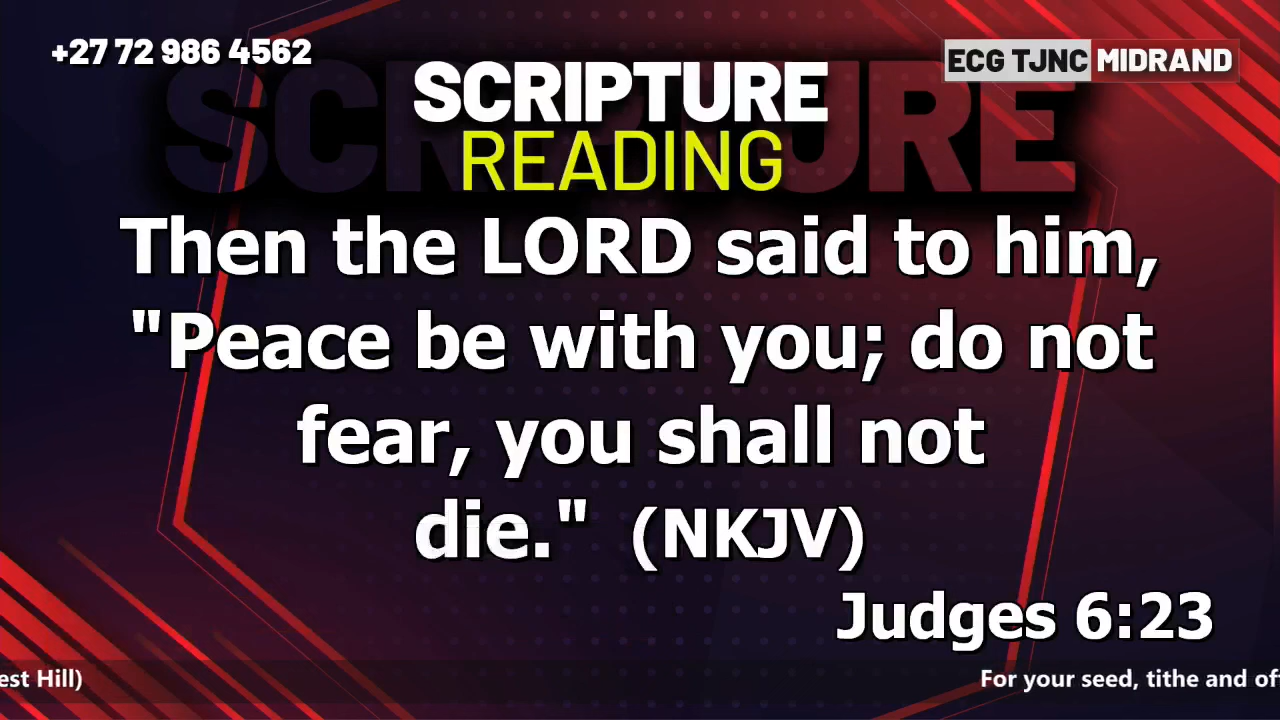 +27 72 986 4562
ECG TJNC MIDRAND
SCRIPTURE
SCRIPTURE
READING
Then the LORD said to him,
"Peace be with you; do not
fear, you shall not
die." (NKJV)
Judges 6:23
est Hill)
For your seed, tithe and of